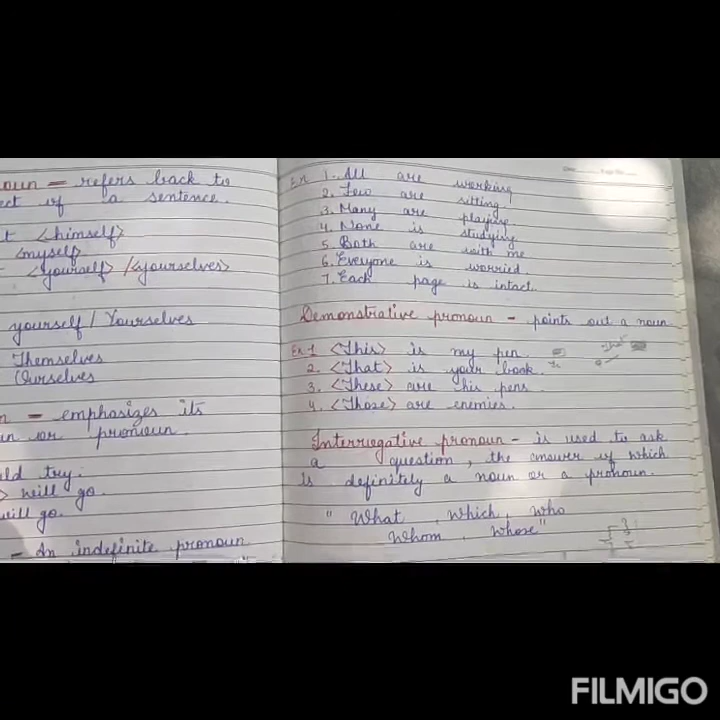 oun — refers back to
ect of a sentence.
<himself>
<myself
<yourself> / <yourselves>
yourself / Yourselves
Themselves
Ourselves
n — emphasizes its
un or pronoun.
uld try.
> will go.
will go.
- An indefinite pronoun
Ex 1. All are working
2. Few are sitting
3. Many are playing
4. None is studying
5. Both are with me
6. Everyone is worried
7. Each page is intact
Demonstrative pronoun - points out a noun
Ex. 1 <This> is my pen.
2. <That> is your book.
3. <These> are his pens.
4. <Those> are enemies.
Interrogative pronoun - is used to ask
a question, the answer of which
is definitely a noun or a pronoun.
" What , which , who
Whom , whose"
FILMIGO